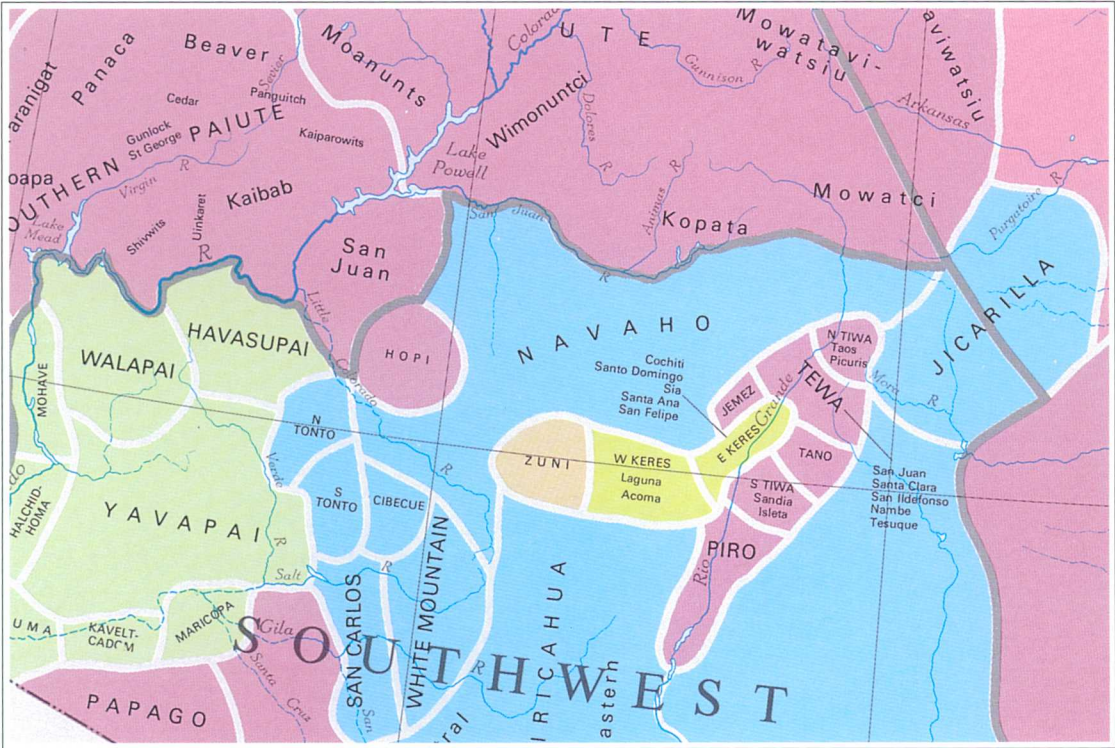 aranigat
Panaca
Beaver
Sevier
Moanunts
Colorad
UTE
Gunnison R
Mowatavi-
watsiu
aviwatsiu
Cedar
Panguitch
Gunlock
St George
PAIUTE
Kaiparowits
Wimonuntci
Dolores
R
Arkansas
oapa
OUTHERN
Virgin R
Kaibab
Lake
Powell
Animas R
Mowatci
Purgatoire R
Lake
Mead
Shivwits
Uinkaret
R
San Juan
R
Kopata
San
Juan
Little
Colorado
R
HAVASUPAI
WALAPAI
MOHAVE
HOPI
NAVAHO
JICARILLA
N TIWA
Taos
Picuris
Cochiti
Santo Domingo
Sia
Santa Ana
San Felipe
JEMEZ
TEWA
Mora
R
Rio Grande
E KERES
TANO
N
TONTO
S
TONTO
CIBECUE
ZUNI
W KERES
Laguna
Acoma
S TIWA
Sandia
Isleta
San Juan
Santa Clara
San Ildefonso
Nambe
Tesuque
HALCHID-
HOMA
YAVAPAI
Verde
R
Salt
R
PIRO
UMA
KAVELT-
CADOM
MARICOPA
Gila
R
SAN CARLOS
WHITE MOUNTAIN
IRICAHUA
astern
SOUTHWEST
PAPAGO
Santa
Cruz
San
ral